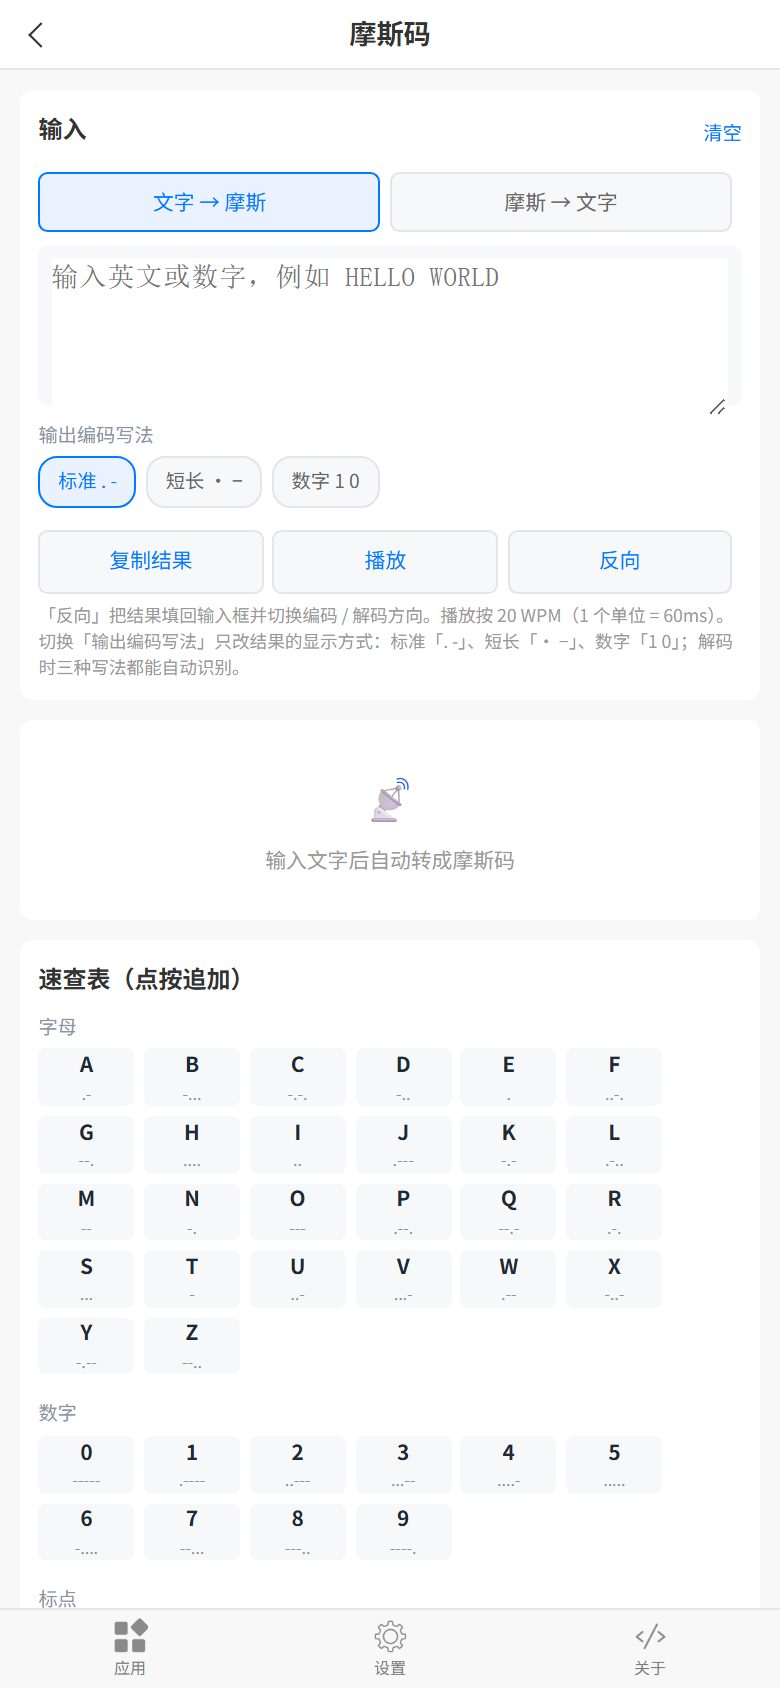 摩斯码
输入
清空
文字 → 摩斯
摩斯 → 文字
输入英文或数字，例如 HELLO WORLD
输出编码写法
标准 . -
短长 · −
数字 1 0
复制结果
播放
反向
「反向」把结果填回输入框并切换编码 / 解码方向。播放按 20 WPM（1 个单位 = 60ms）。
切换「输出编码写法」只改结果的显示方式：标准「. -」、短长「· −」、数字「1 0」；解码
时三种写法都能自动识别。
输入文字后自动转成摩斯码
速查表（点按追加）
字母
A B C D E F
.- -... -.-. -.. . ..-.
G H I J K L
--. .... .. .--- -.- .-..
M N O P Q R
-- -. --- .--. --.- .-.
S T U V W X
... - ..- ...- .-- -..-
Y Z
-.-- --..
数字
0 1 2 3 4 5
----- .---- ..--- ...-- ....- .....
6 7 8 9
-.... --... ---.. ----.
标点
应用 设置 关于